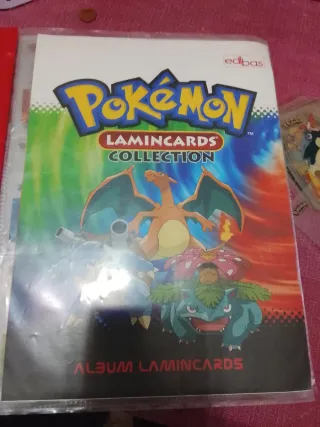 edibas
POKéMON
LAMINCARDS
COLLECTION
ALBUM LAMINCARDS